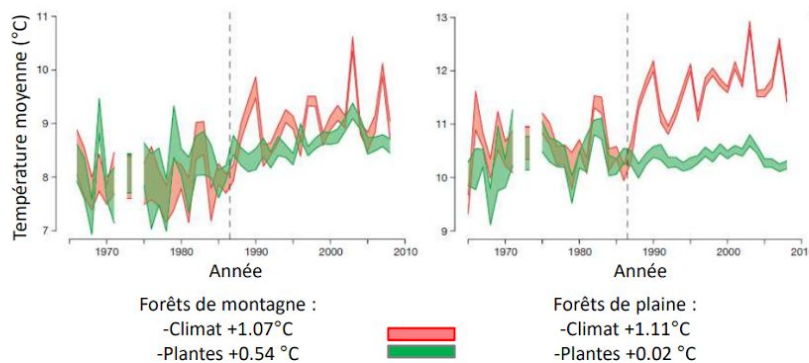 Température moyenne (°C)
11
10
9
8
7
1970
1980
1990
2000
2010
Année
13
12
11
10
9
1970
1980
1990
2000
2010
Année
Forêts de montagne :
-Climat +1.07°C
-Plantes +0.54 °C
Forêts de plaine :
-Climat +1.11°C
-Plantes +0.02 °C